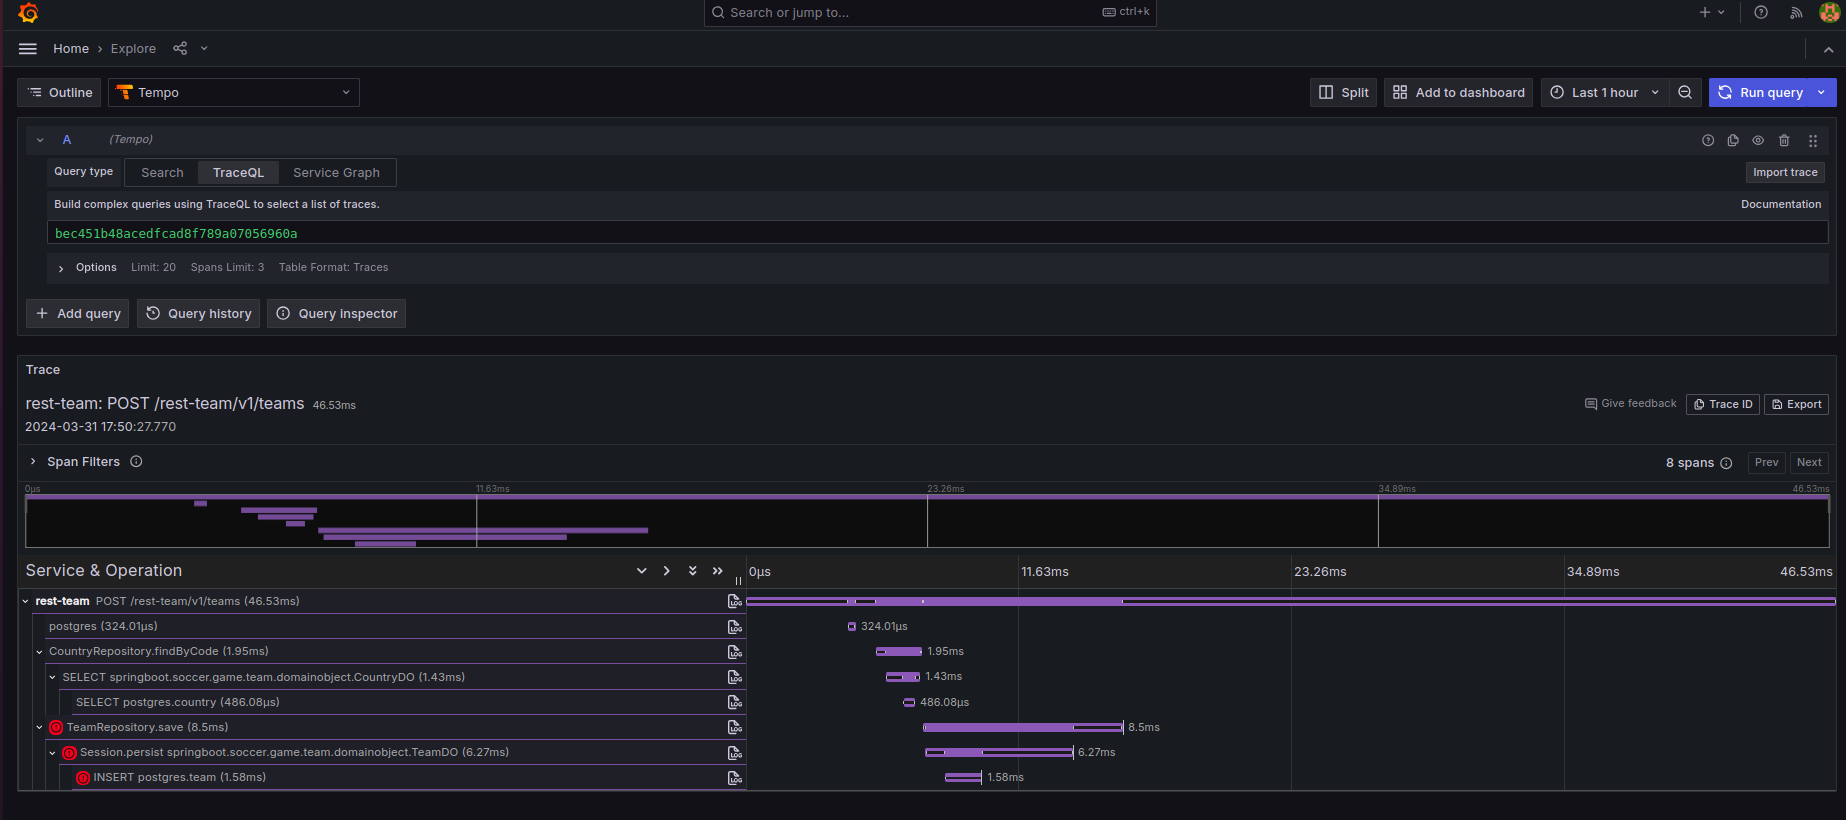 Search or jump to... ctrl+k
Home › Explore
Outline Tempo Split Add to dashboard Last 1 hour Run query
A (Tempo)
Query type Search TraceQL Service Graph Import trace
Build complex queries using TraceQL to select a list of traces. Documentation
bec451b48acedfcad8f789a07056960a
Options Limit: 20 Spans Limit: 3 Table Format: Traces
Add query Query history Query inspector
Trace
rest-team: POST /rest-team/v1/teams 46.53ms Give feedback Trace ID Export
2024-03-31 17:50:27.770
Span Filters 8 spans Prev Next
0µs 11.63ms 23.26ms 34.89ms 46.53ms
Service & Operation 0µs 11.63ms 23.26ms 34.89ms 46.53ms
rest-team POST /rest-team/v1/teams (46.53ms) LOG
postgres (324.01µs) LOG 324.01µs
CountryRepository.findByCode (1.95ms) LOG 1.95ms
SELECT springboot.soccer.game.team.domainobject.CountryDO (1.43ms) LOG 1.43ms
SELECT postgres.country (486.08µs) LOG 486.08µs
TeamRepository.save (8.5ms) LOG 8.5ms
Session.persist springboot.soccer.game.team.domainobject.TeamDO (6.27ms) LOG 6.27ms
INSERT postgres.team (1.58ms) LOG 1.58ms